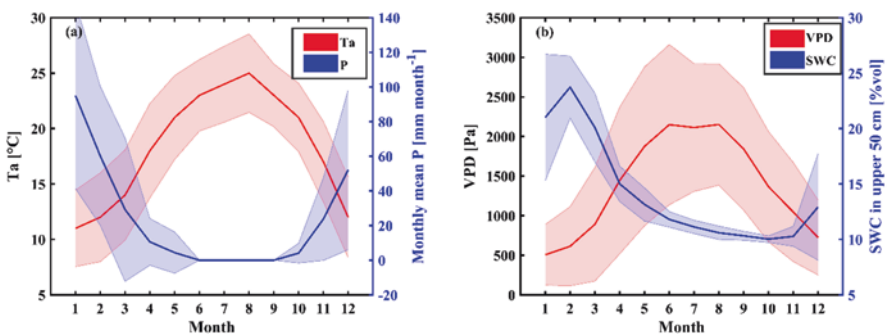 (a)
Ta
P
30
25
20
15
10
5
Ta [°C]
140
120
100
80
60
40
20
0
-20
Monthly mean P [mm month-1]
1 2 3 4 5 6 7 8 9 10 11 12
Month
(b)
VPD
SWC
3500
3000
2500
2000
1500
1000
500
0
VPD [Pa]
30
25
20
15
10
5
SWC in upper 50 cm [%vol]
1 2 3 4 5 6 7 8 9 10 11 12
Month